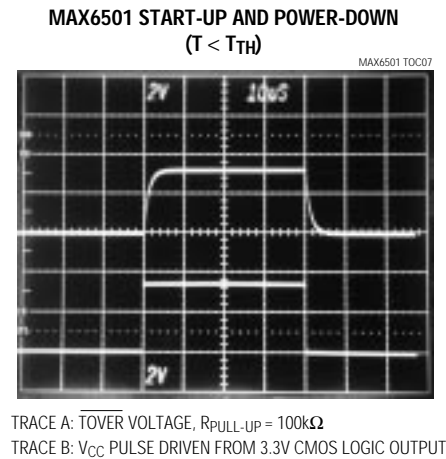 MAX6501 START-UP AND POWER-DOWN
(T < TTH)
MAX6501 TOC07
2V 10uS
2V
TRACE A: TOVER VOLTAGE, RPULL-UP = 100kΩ
TRACE B: VCC PULSE DRIVEN FROM 3.3V CMOS LOGIC OUTPUT